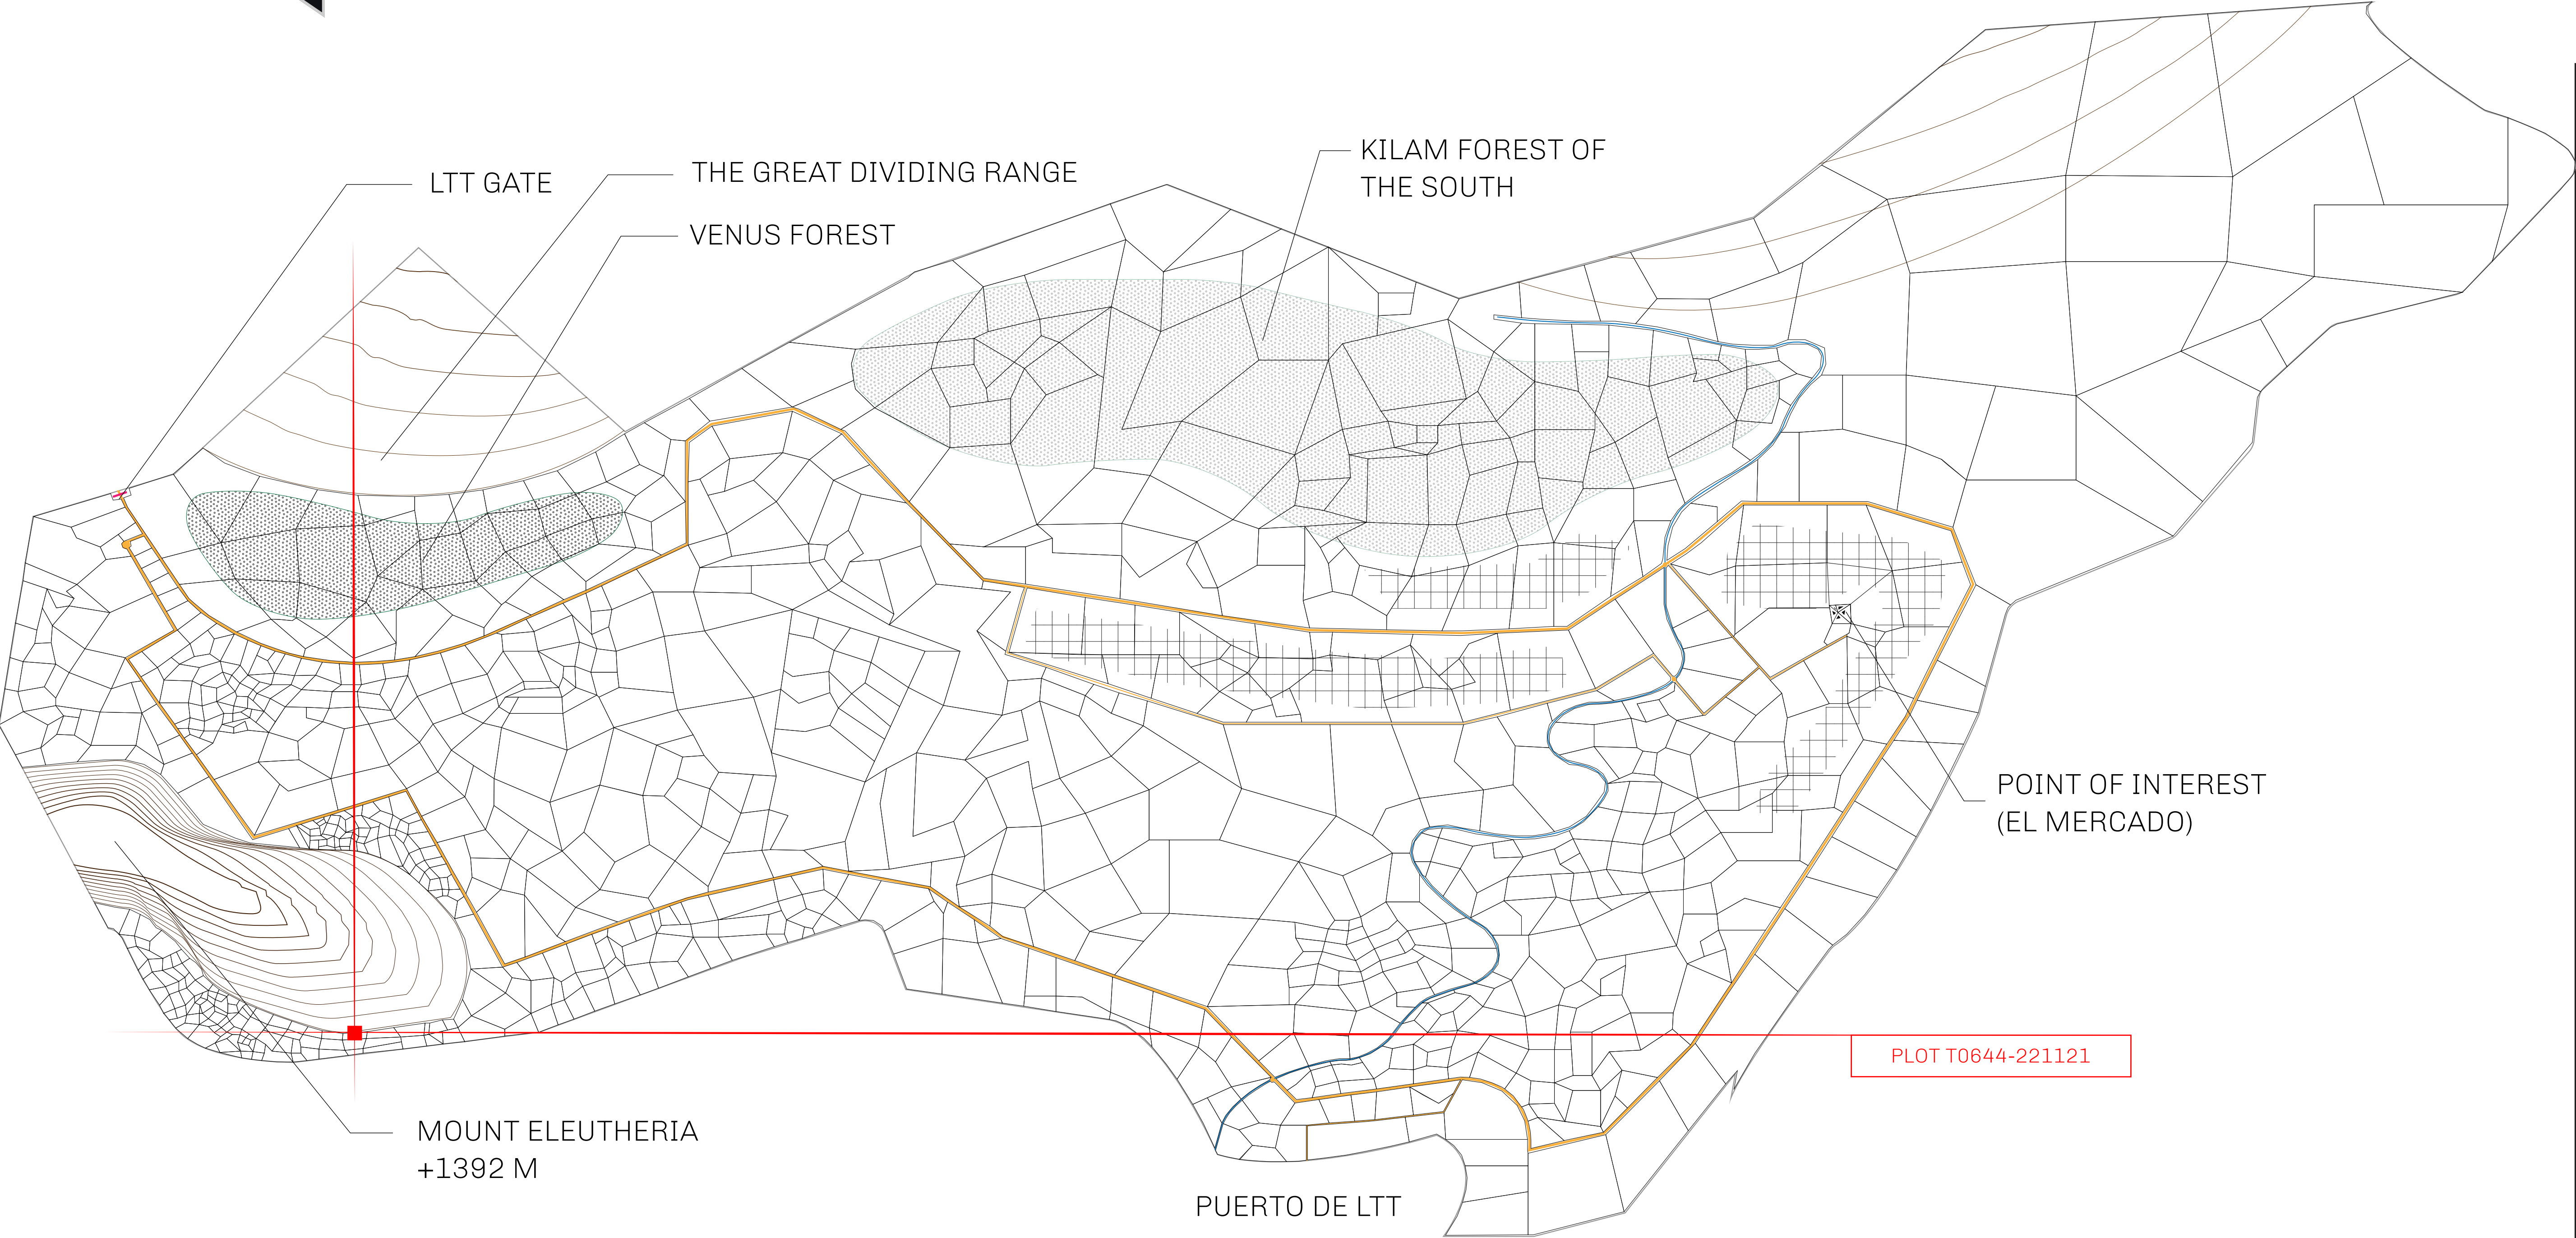 KILAM FOREST OF
THE SOUTH
THE GREAT DIVIDING RANGE
LTT GATE
VENUS FOREST
POINT OF INTEREST
(EL MERCADO)
PLOT T0644-221121
MOUNT ELEUTHERIA
+1392 M
PUERTO DE LTT